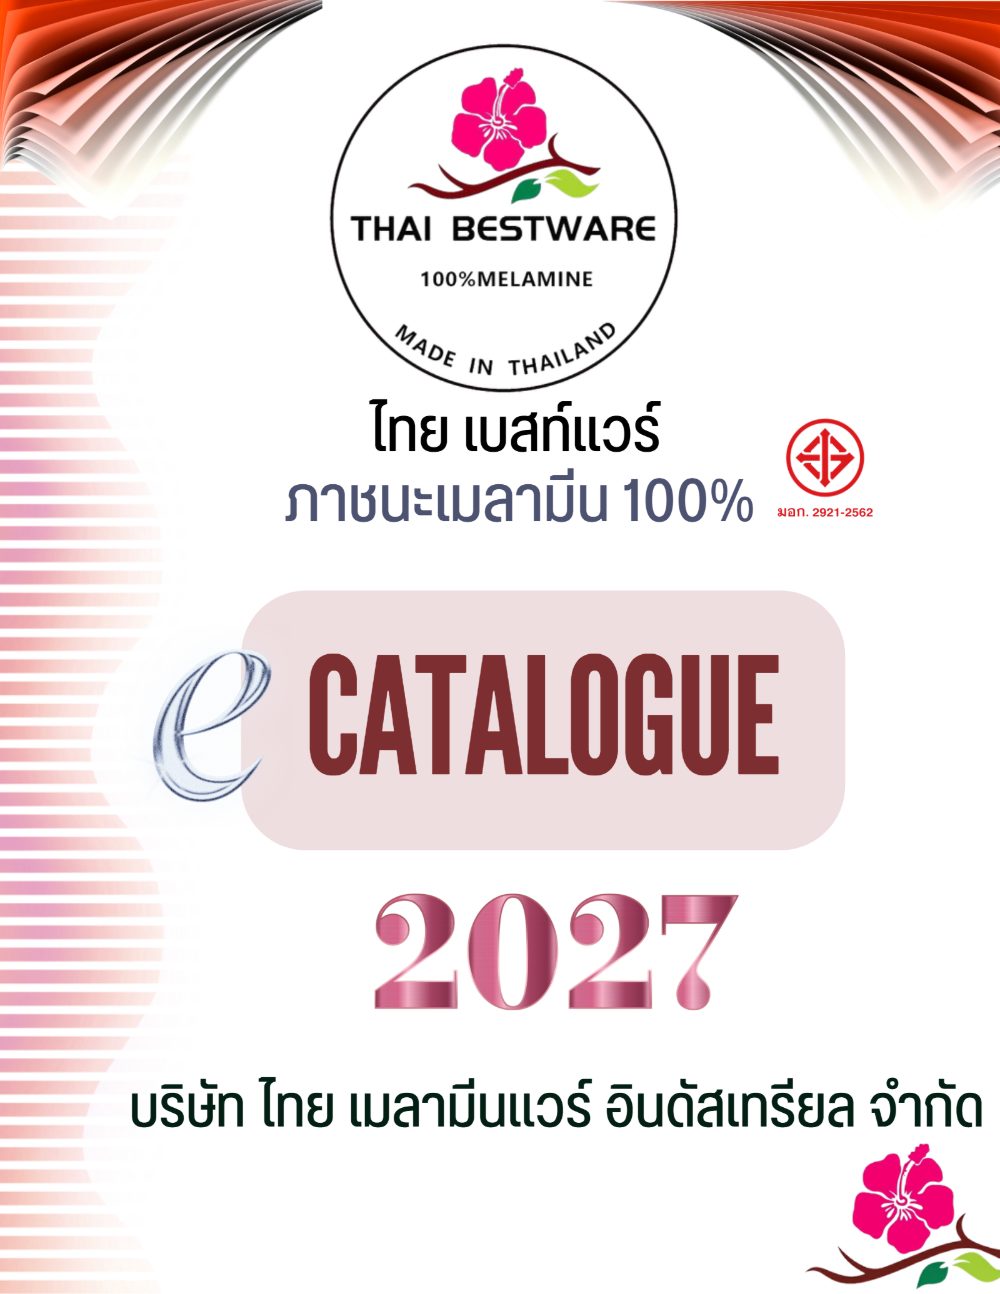 THAI BESTWARE
100%MELAMINE
MADE IN THAILAND
ไทย เบสท์แวร์
ภาชนะเมลามีน 100%
มอก. 2921-2562
e CATALOGUE
2027
บริษัท ไทย เมลามีนแวร์ อินดัสเทรียล จำกัด